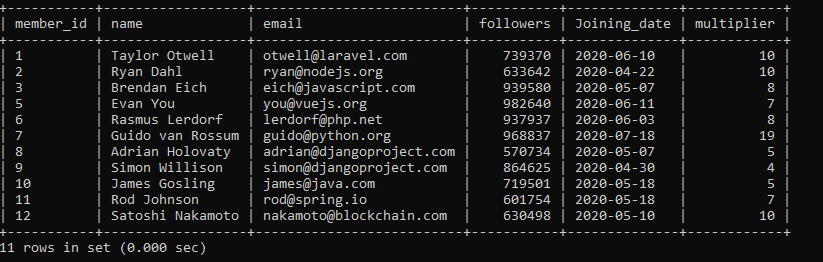 | member_id | name | email | followers | Joining_date | multiplier |
| 1 | Taylor Otwell | otwell@laravel.com | 739370 | 2020-06-10 | 10 |
| 2 | Ryan Dahl | ryan@nodejs.org | 633642 | 2020-04-22 | 10 |
| 3 | Brendan Eich | eich@javascript.com | 939580 | 2020-05-07 | 8 |
| 5 | Evan You | you@vuejs.org | 982640 | 2020-06-11 | 7 |
| 6 | Rasmus Lerdorf | lerdorf@php.net | 937937 | 2020-06-03 | 8 |
| 7 | Guido van Rossum | guido@python.org | 968837 | 2020-07-18 | 19 |
| 8 | Adrian Holovaty | adrian@djangoproject.com | 570734 | 2020-05-07 | 5 |
| 9 | Simon Willison | simon@djangoproject.com | 864625 | 2020-04-30 | 4 |
| 10 | James Gosling | james@java.com | 719501 | 2020-05-18 | 5 |
| 11 | Rod Johnson | rod@spring.io | 601754 | 2020-05-18 | 7 |
| 12 | Satoshi Nakamoto | nakamoto@blockchain.com | 630498 | 2020-05-10 | 10 |
11 rows in set (0.000 sec)